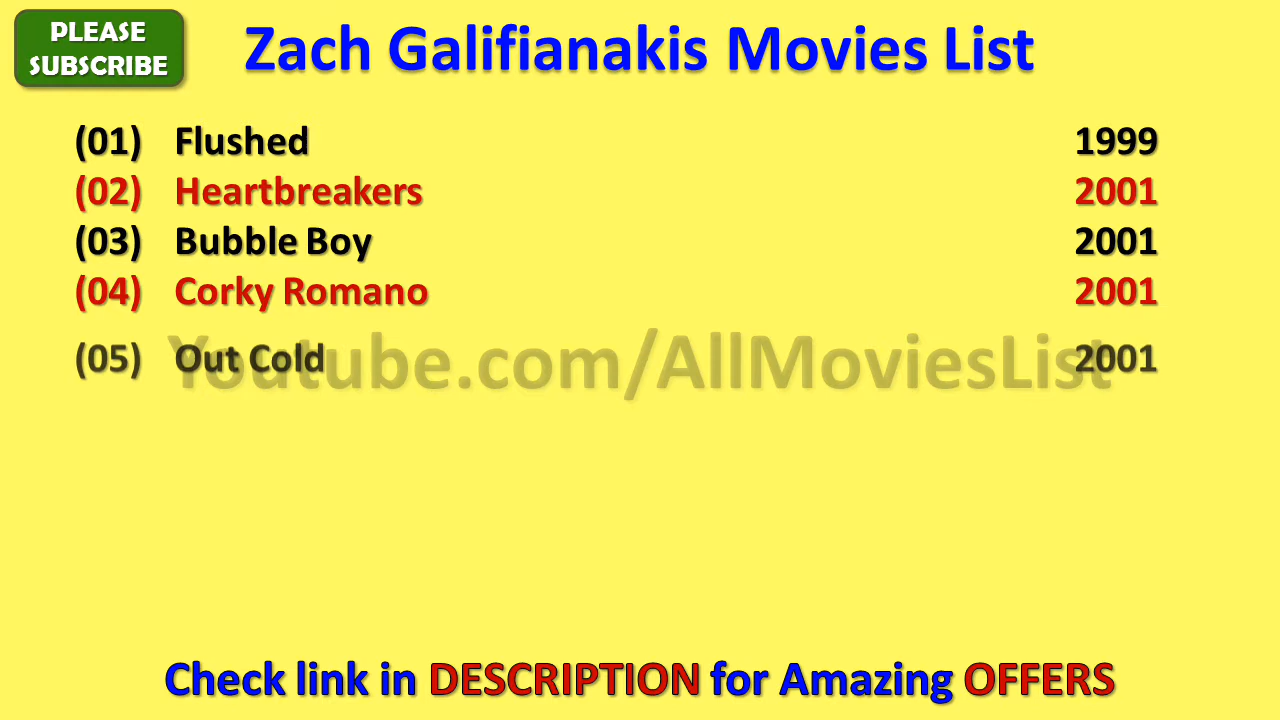 PLEASE
SUBSCRIBE
Zach Galifianakis Movies List
(01) Flushed 1999
(02) Heartbreakers 2001
(03) Bubble Boy 2001
(04) Corky Romano 2001
(05) Out Cold 2001
Youtube.com/AllMoviesList
Check link in DESCRIPTION for Amazing OFFERS